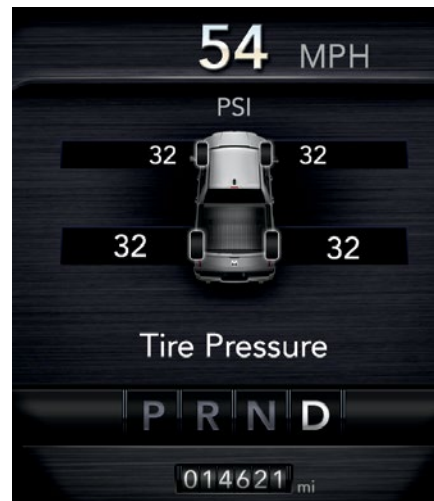 54 MPH
PSI
32 32
32 32
Tire Pressure
P R N D
014621 mi